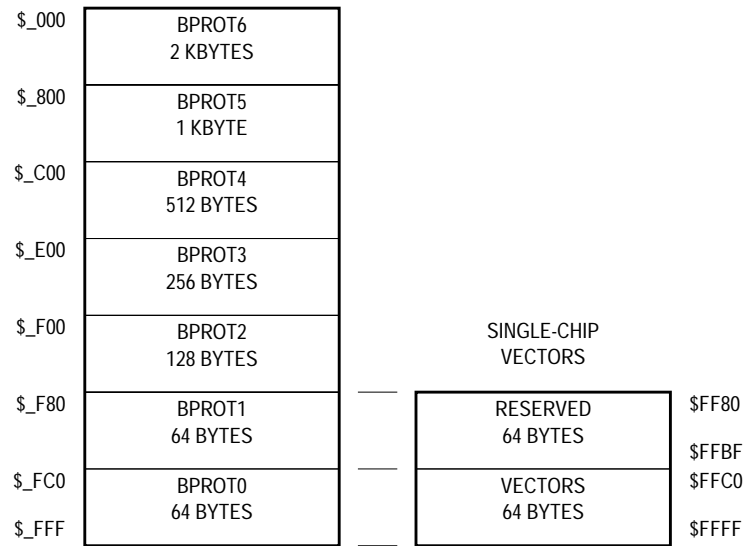 $_000
BPROT6
2 KBYTES
$_800
BPROT5
1 KBYTE
$_C00
BPROT4
512 BYTES
$_E00
BPROT3
256 BYTES
$_F00
BPROT2
128 BYTES
SINGLE-CHIP
VECTORS
$_F80
BPROT1
64 BYTES
RESERVED
64 BYTES
$FF80
$FFBF
$_FC0
BPROT0
64 BYTES
$_FFF
VECTORS
64 BYTES
$FFC0
$FFFF